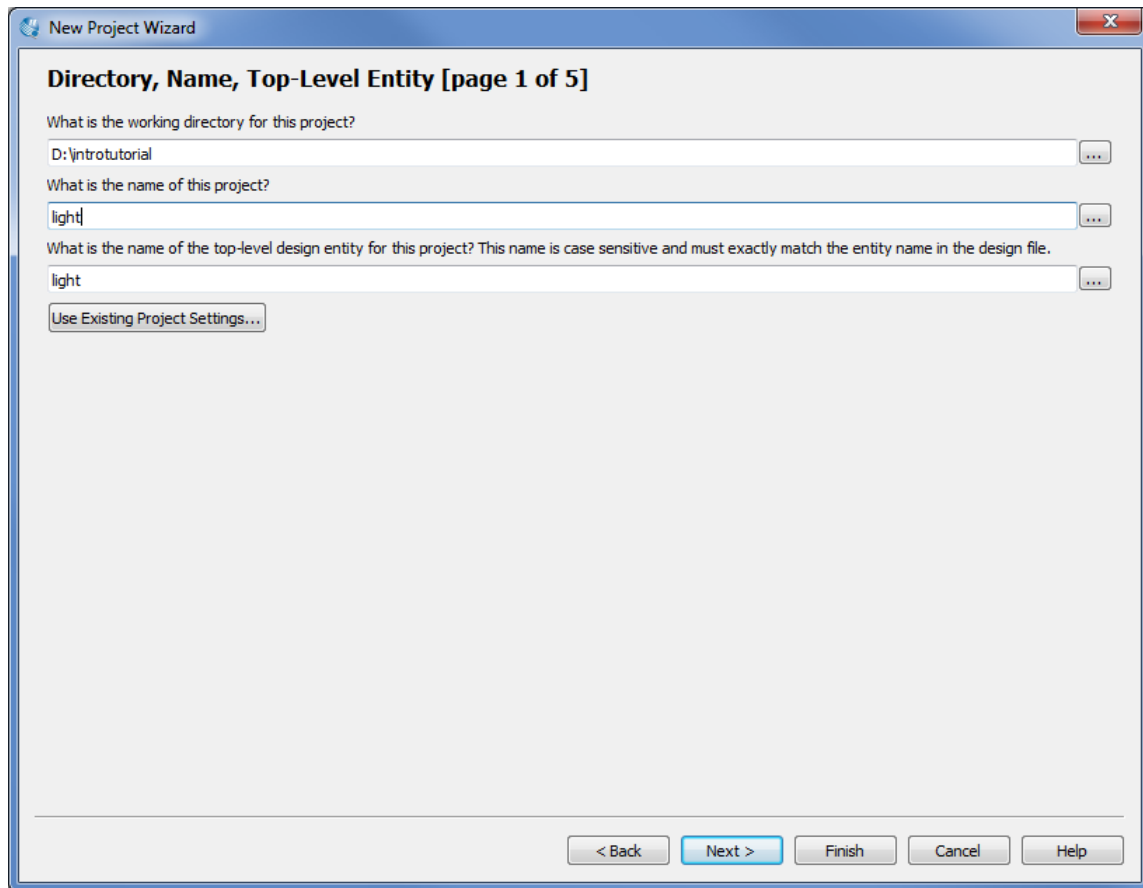 New Project Wizard
Directory, Name, Top-Level Entity [page 1 of 5]
What is the working directory for this project?
D:\introtutorial
...
What is the name of this project?
light
...
What is the name of the top-level design entity for this project? This name is case sensitive and must exactly match the entity name in the design file.
light
...
Use Existing Project Settings...
< Back Next > Finish Cancel Help